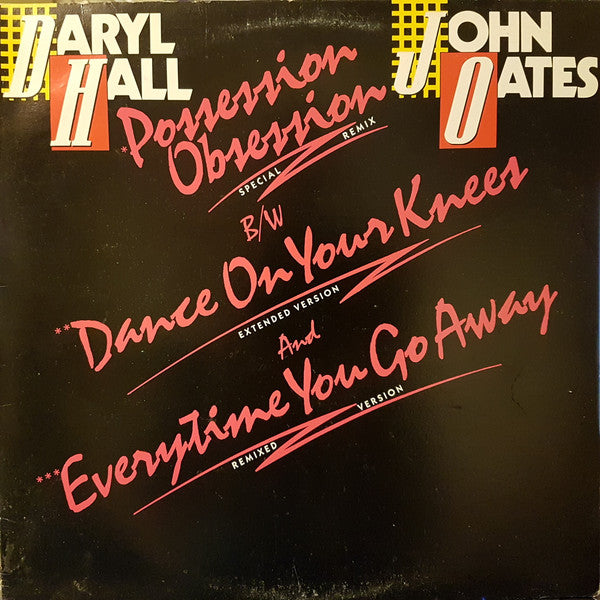 DARYL
HALL
JOHN
OATES
*Possession
Obsession
SPECIAL REMIX
B/W
**Dance On Your Knees
EXTENDED VERSION
And
***Everytime You Go Away
REMIXED VERSION